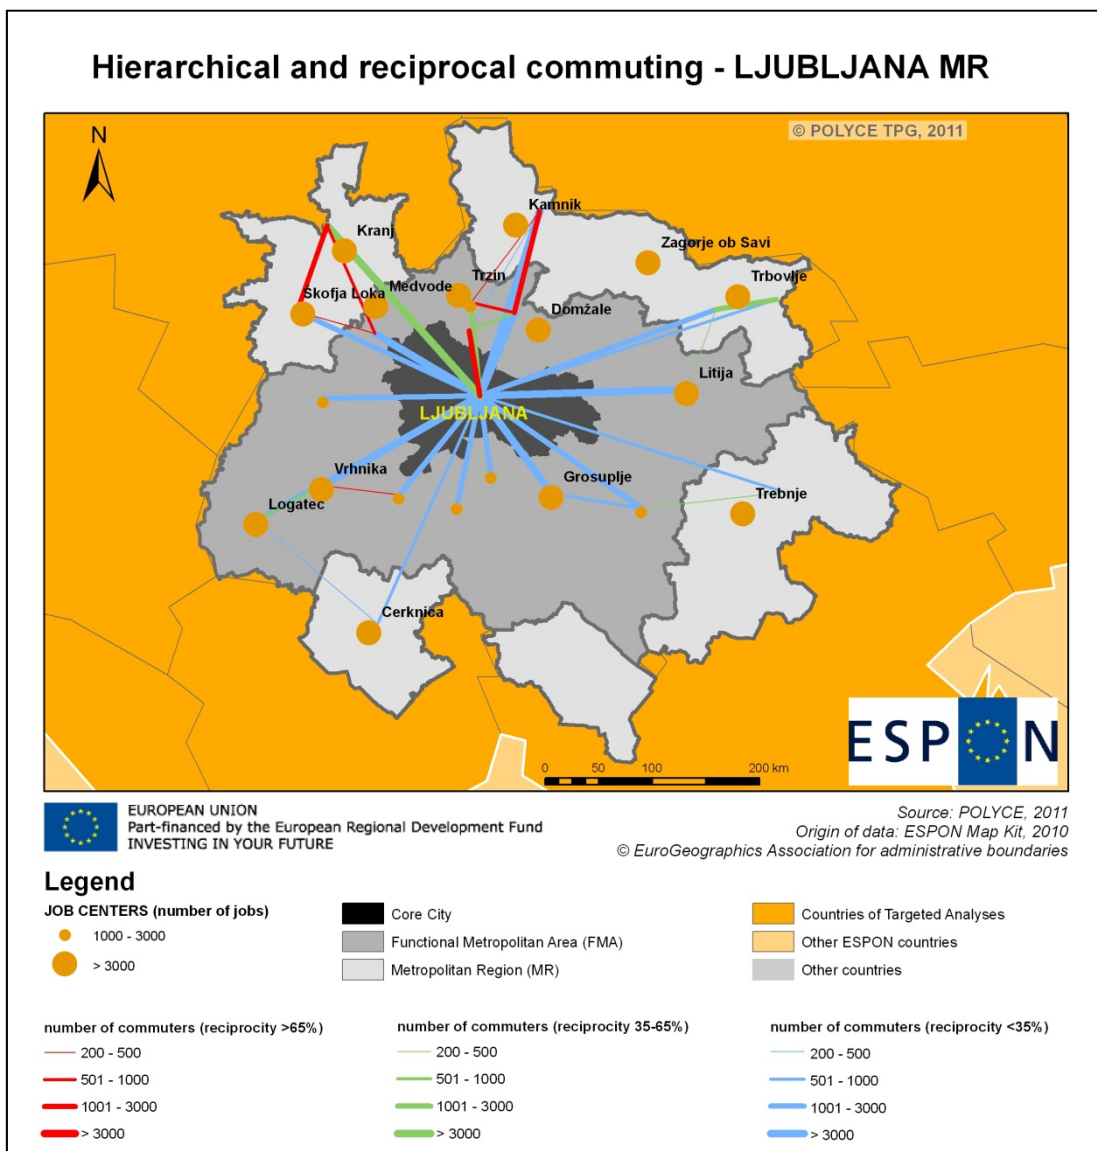 Hierarchical and reciprocal commuting - LJUBLJANA MR
© POLYCE TPG, 2011
N
Kamnik
Kranj
Zagorje ob Savi
Trbovlje
Trzin
Medvode
Škofja Loka
Domžale
Litija
LJUBLJANA
Vrhnika
Grosuplje
Trebnje
Logatec
Cerknica
ESPON
0 50 100 200 km
EUROPEAN UNION
Part-financed by the European Regional Development Fund
INVESTING IN YOUR FUTURE
Source: POLYCE, 2011
Origin of data: ESPON Map Kit, 2010
© EuroGeographics Association for administrative boundaries
Legend
JOB CENTERS (number of jobs)
1000 - 3000
> 3000
Core City
Functional Metropolitan Area (FMA)
Metropolitan Region (MR)
Countries of Targeted Analyses
Other ESPON countries
Other countries
number of commuters (reciprocity >65%)
200 - 500
501 - 1000
1001 - 3000
> 3000
number of commuters (reciprocity 35-65%)
200 - 500
501 - 1000
1001 - 3000
> 3000
number of commuters (reciprocity <35%)
200 - 500
501 - 1000
1001 - 3000
> 3000